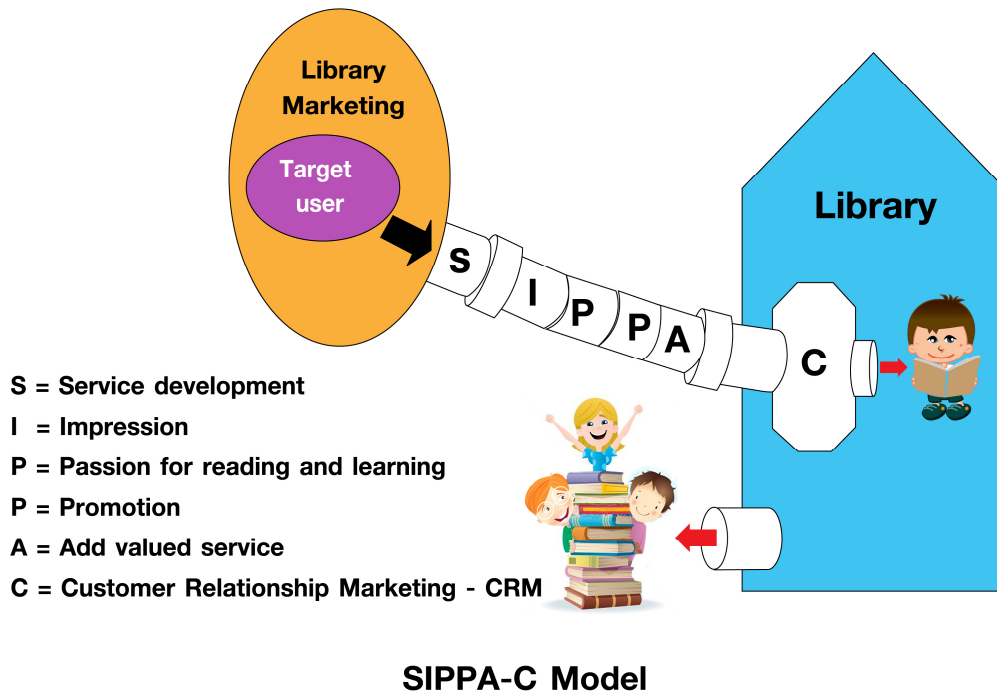 Library
Marketing
Target
user
Library
S
I
P
P
A
C
S = Service development
I = Impression
P = Passion for reading and learning
P = Promotion
A = Add valued service
C = Customer Relationship Marketing - CRM
SIPPA-C Model